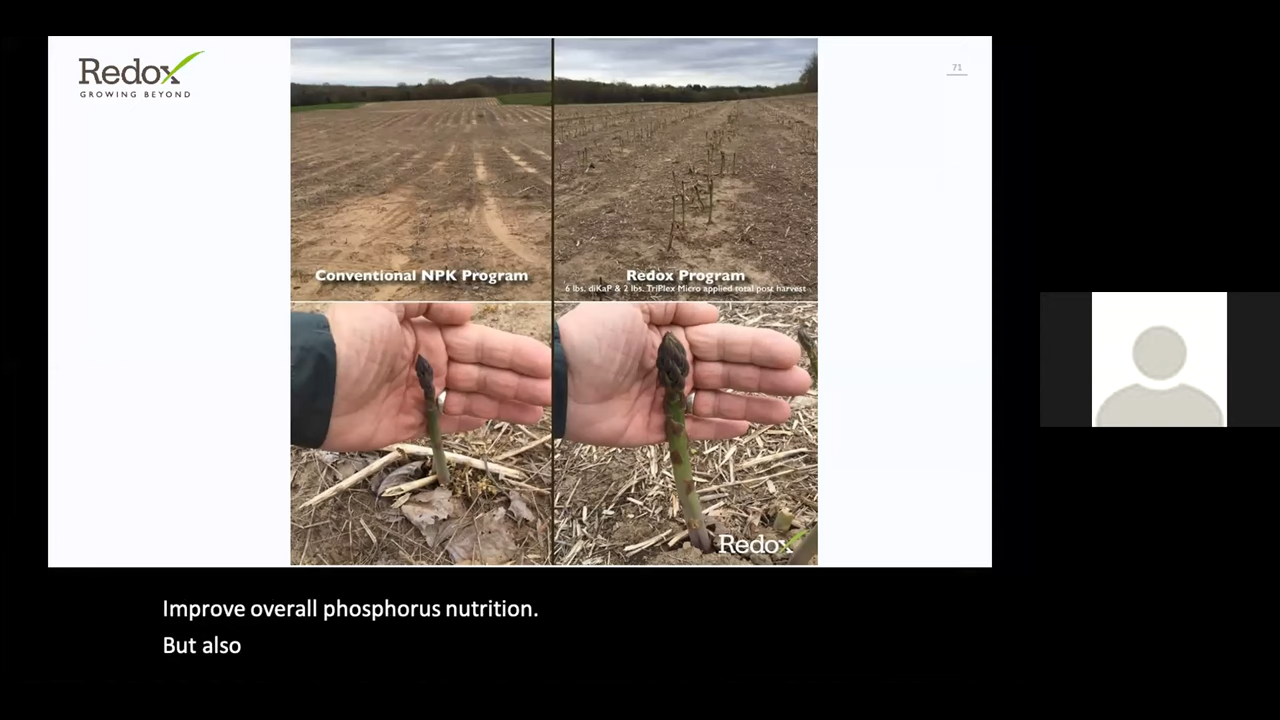 Redox
GROWING BEYOND
71
Conventional NPK Program
Redox Program
6 lbs. diKaP & 2 lbs. TriPlex Micro applied total post harvest
Redox
Improve overall phosphorus nutrition.
But also